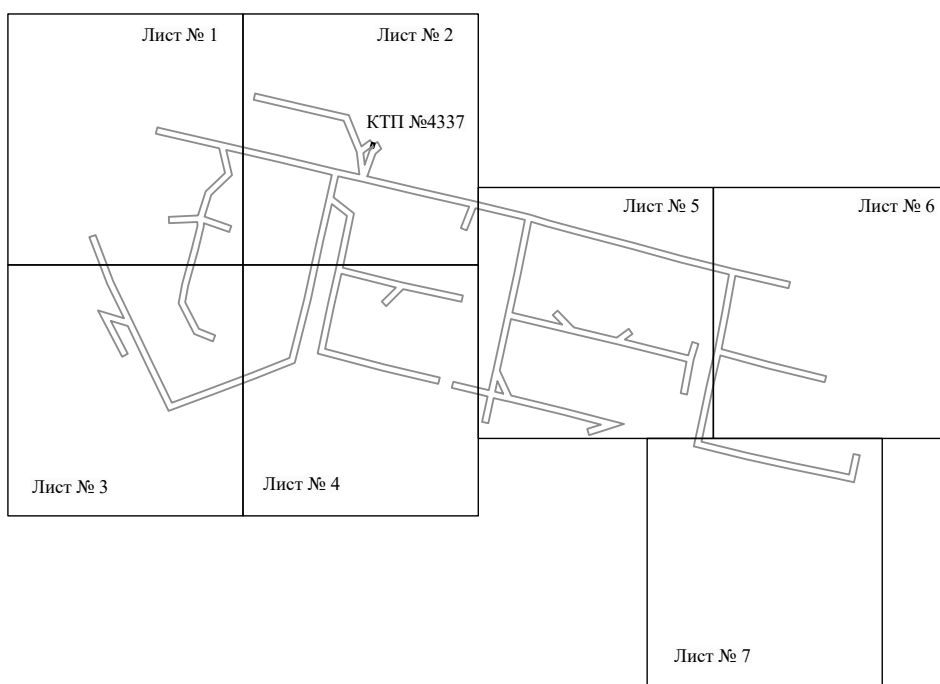 Лист № 1
Лист № 2
КТП №4337
Лист № 5
Лист № 6
Лист № 3
Лист № 4
Лист № 7